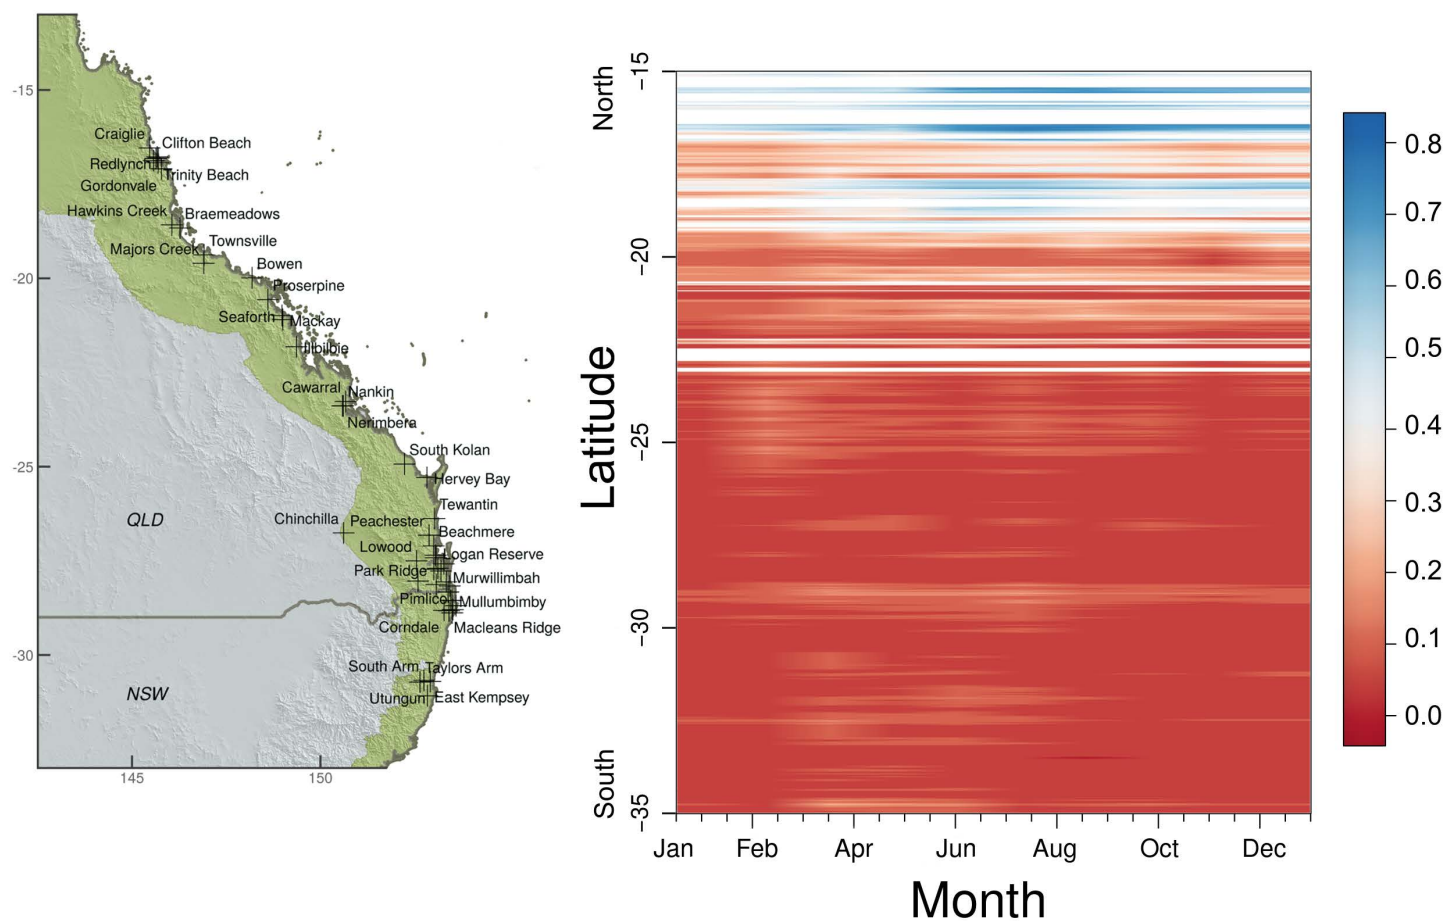 -15
-20
-25
-30
145
150
Craiglie
Clifton Beach
Redlynch
Trinity Beach
Gordonvale
Hawkins Creek
Braemeadows
Majors Creek
Townsville
Bowen
Proserpine
Seaforth
Mackay
Ilbilbie
Cawarral
Nankin
Nerimbera
South Kolan
Hervey Bay
Tewantin
Chinchilla
Peachester
Beachmere
Lowood
Logan Reserve
Park Ridge
Murwillimbah
Pimlico
Mullumbimby
Corndale
Macleans Ridge
South Arm
Taylors Arm
Utungun
East Kempsey
QLD
NSW
North
South
Latitude
-15
-20
-25
-30
-35
Jan Feb Apr Jun Aug Oct Dec
Month
0.8
0.7
0.6
0.5
0.4
0.3
0.2
0.1
0.0